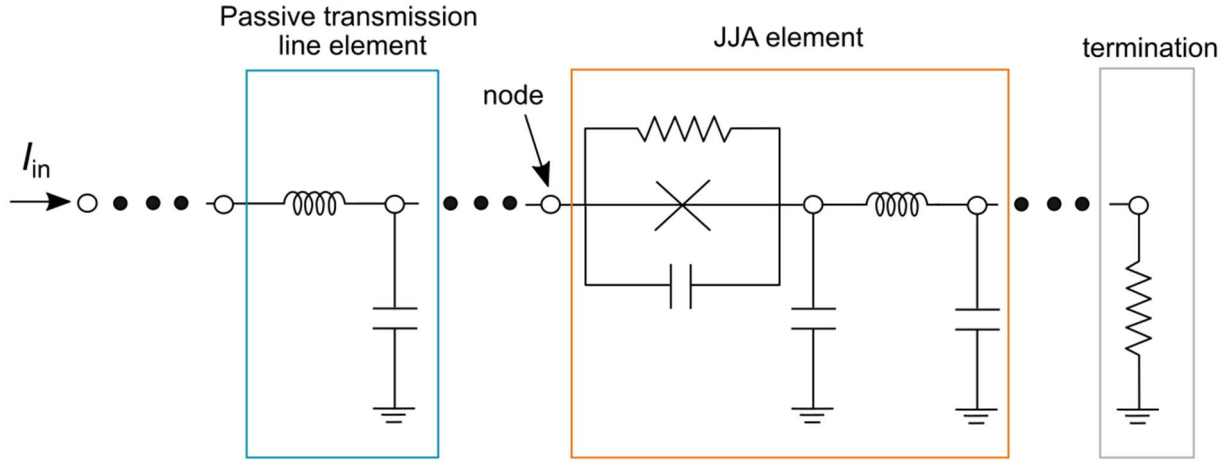 Passive transmission
line element
JJA element
termination
node
Iin